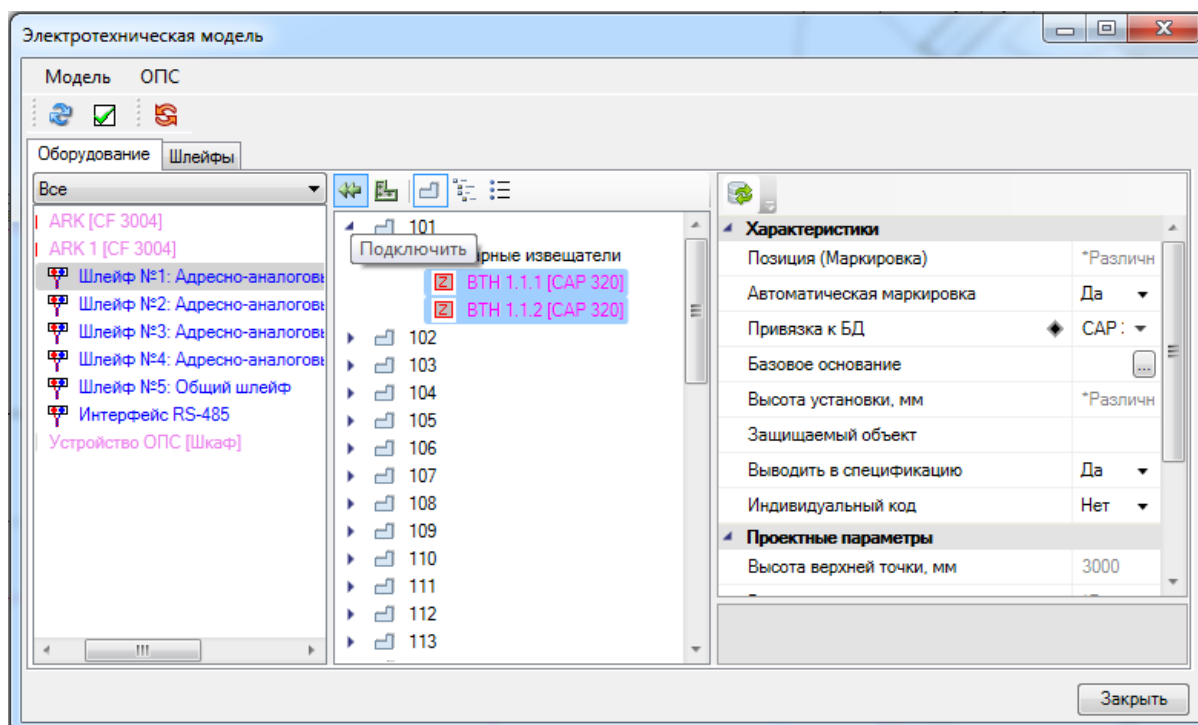 Электротехническая модель
Модель ОПС
Оборудование Шлейфы
Все
ARK [CF 3004]
ARK 1 [CF 3004]
Шлейф №1: Адресно-аналоговы
Шлейф №2: Адресно-аналоговы
Шлейф №3: Адресно-аналоговы
Шлейф №4: Адресно-аналоговы
Шлейф №5: Общий шлейф
Интерфейс RS-485
Устройство ОПС [Шкаф]
101
Подключить
рные извещатели
BTH 1.1.1 [CAP 320]
BTH 1.1.2 [CAP 320]
102
103
104
105
106
107
108
109
110
111
112
113
Характеристики
Позиция (Маркировка) *Различн
Автоматическая маркировка Да
Привязка к БД CAP :
Базовое основание ...
Высота установки, мм *Различн
Защищаемый объект
Выводить в спецификацию Да
Индивидуальный код Нет
Проектные параметры
Высота верхней точки, мм 3000
Закрыть